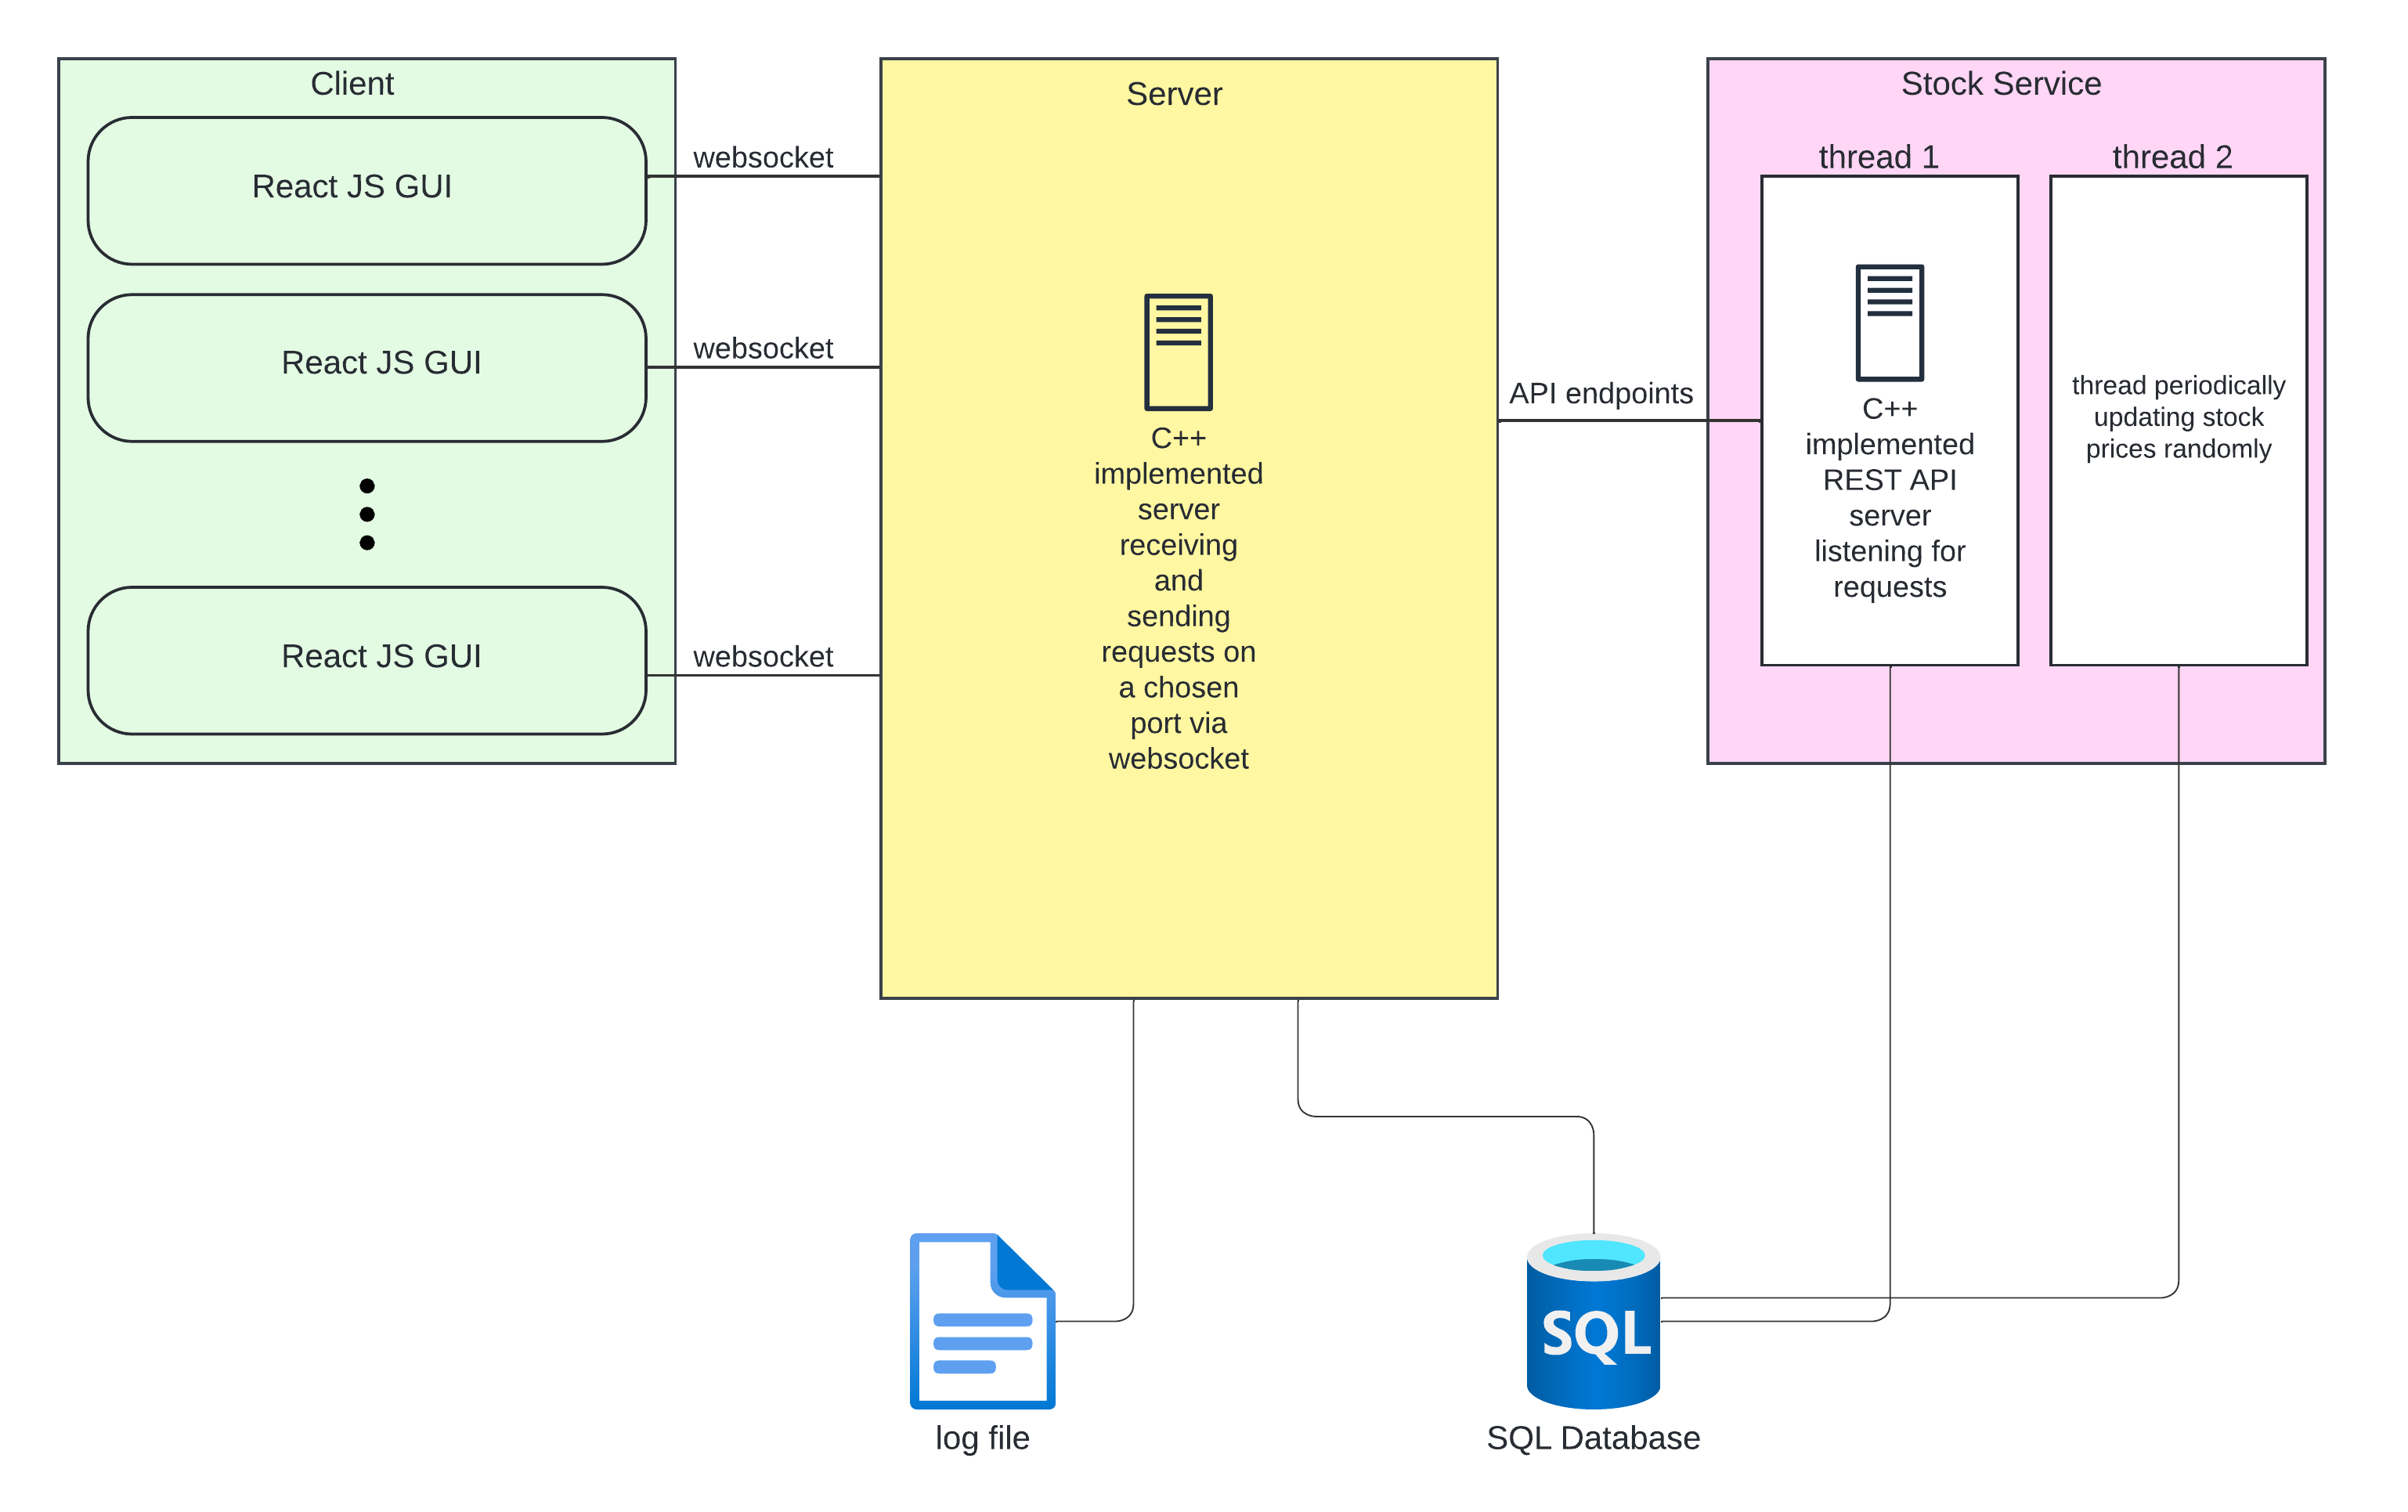 Client
React JS GUI
React JS GUI
React JS GUI
websocket
websocket
websocket
Server
C++
implemented
server
receiving
and
sending
requests on
a chosen
port via
websocket
API endpoints
Stock Service
thread 1
C++
implemented
REST API
server
listening for
requests
thread 2
thread periodically
updating stock
prices randomly
log file
SQL
SQL Database